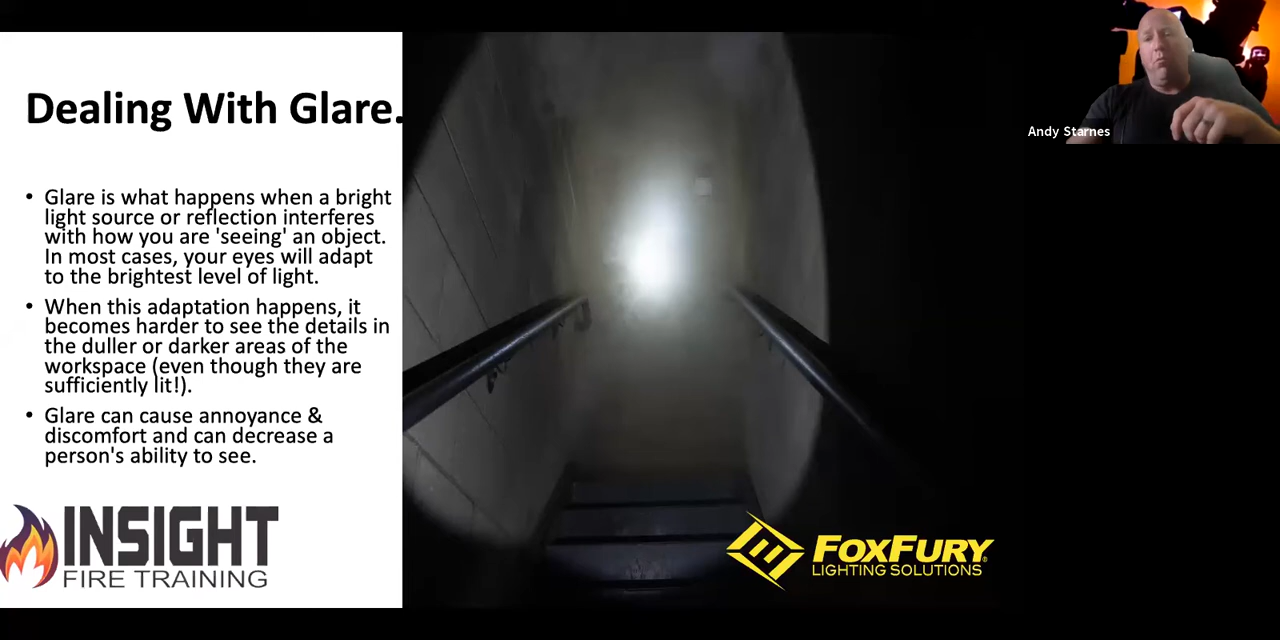 Dealing With Glare.
• Glare is what happens when a bright
light source or reflection interferes
with how you are 'seeing' an object.
In most cases, your eyes will adapt
to the brightest level of light.
• When this adaptation happens, it
becomes harder to see the details in
the duller or darker areas of the
workspace (even though they are
sufficiently lit!).
• Glare can cause annoyance &
discomfort and can decrease a
person's ability to see.
INSIGHT
FIRE TRAINING
FOXFURY®
LIGHTING SOLUTIONS
Andy Starnes